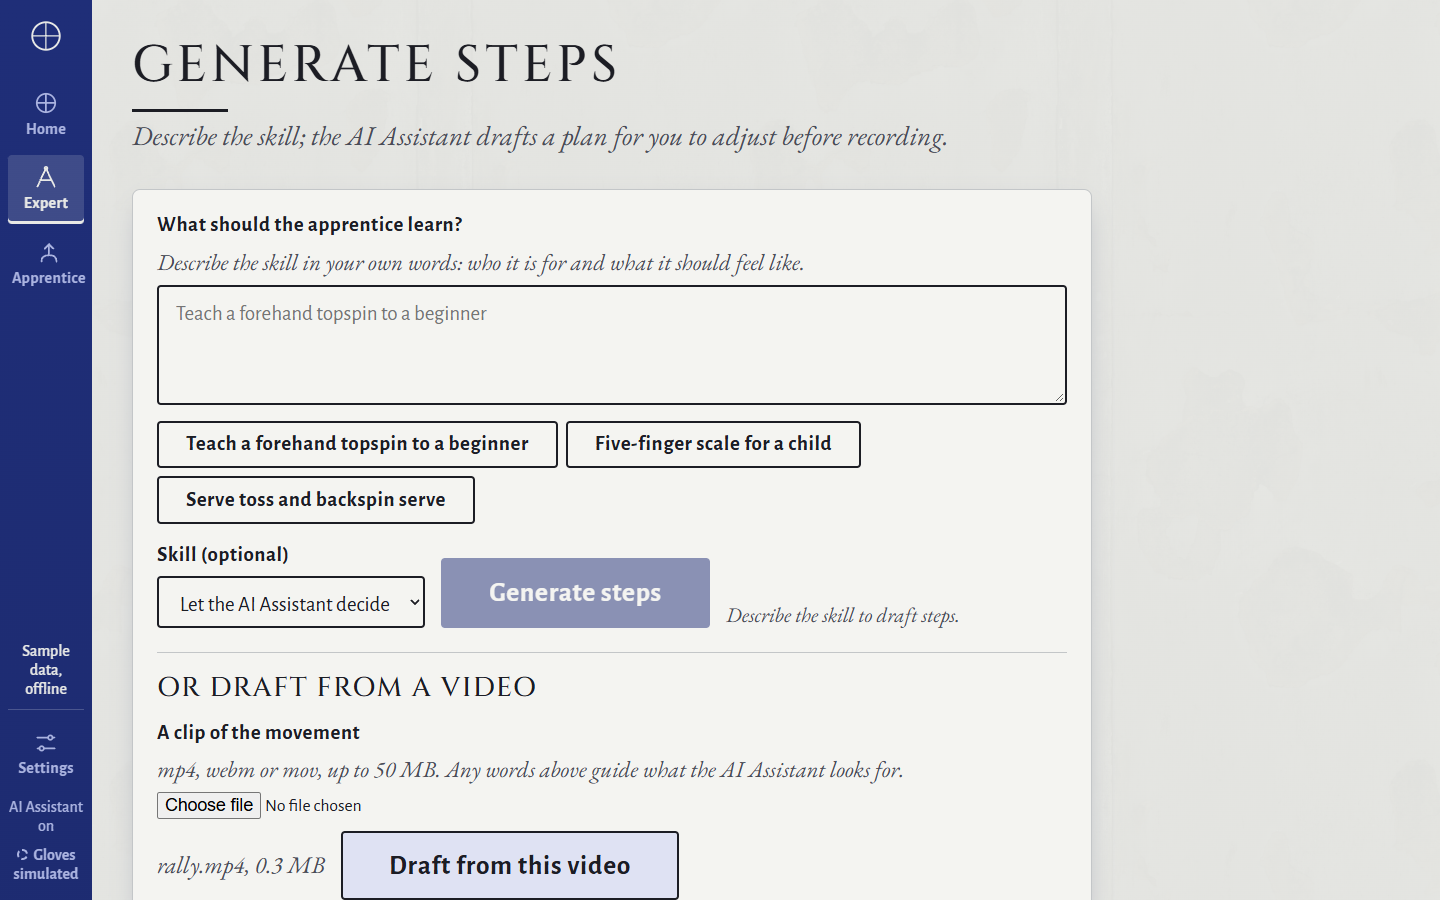 GENERATE STEPS
Describe the skill; the AI Assistant drafts a plan for you to adjust before recording.
Home
Expert
Apprentice
What should the apprentice learn?
Describe the skill in your own words: who it is for and what it should feel like.
Teach a forehand topspin to a beginner
Teach a forehand topspin to a beginner
Five-finger scale for a child
Serve toss and backspin serve
Skill (optional)
Let the AI Assistant decide
Generate steps
Describe the skill to draft steps.
OR DRAFT FROM A VIDEO
A clip of the movement
mp4, webm or mov, up to 50 MB. Any words above guide what the AI Assistant looks for.
Choose file No file chosen
rally.mp4, 0.3 MB
Draft from this video
Sample
data,
offline
Settings
AI Assistant
on
Gloves
simulated